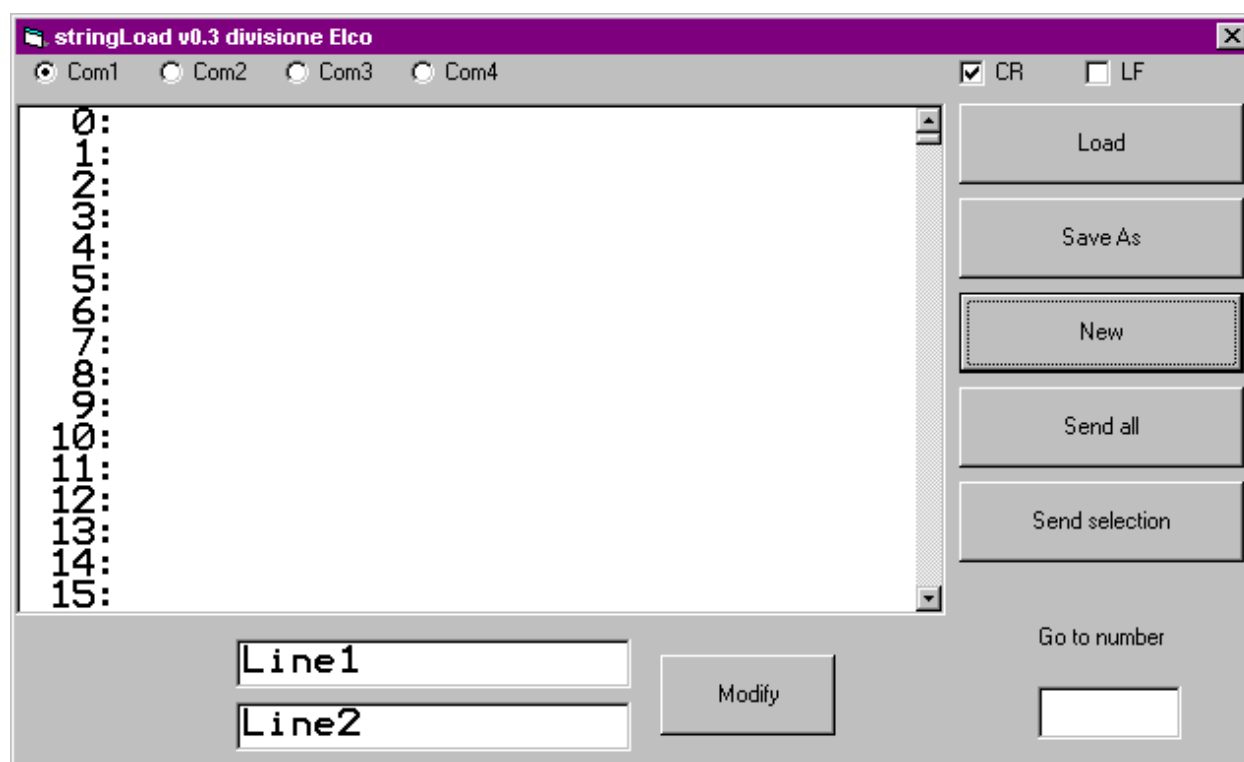 stringLoad v0.3 divisione Elco
Com1 Com2 Com3 Com4 CR LF
0:
1:
2:
3:
4:
5:
6:
7:
8:
9:
10:
11:
12:
13:
14:
15:
Load
Save As
New
Send all
Send selection
Go to number
Line1
Line2
Modify